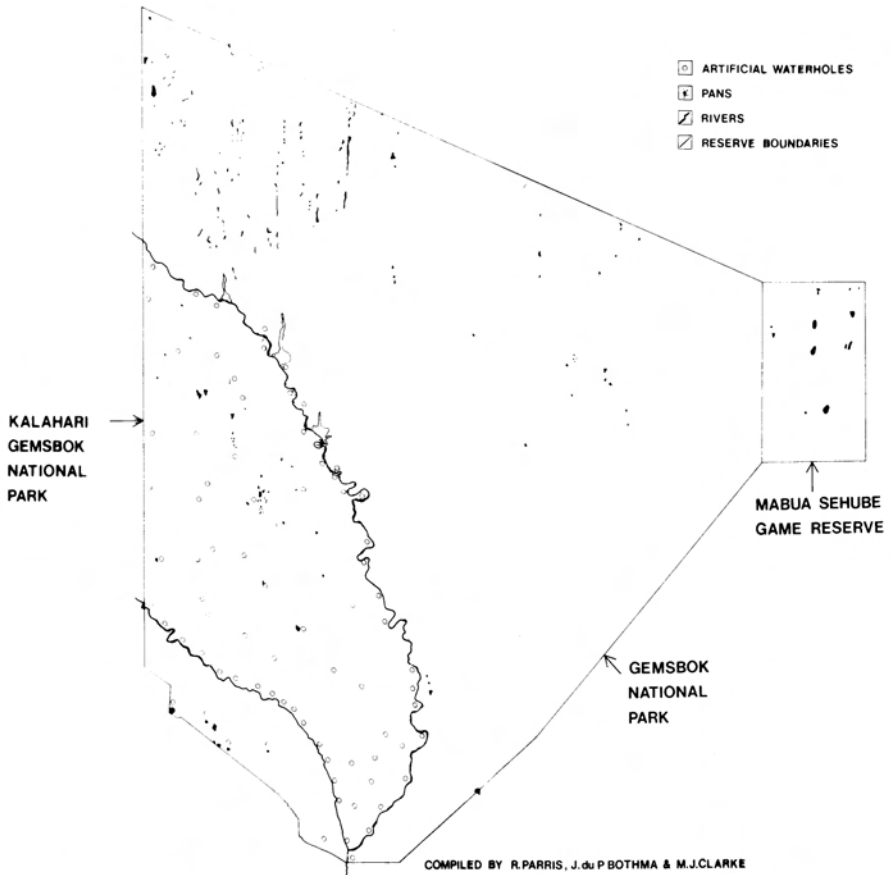 ARTIFICIAL WATERHOLES
PANS
RIVERS
RESERVE BOUNDARIES
KALAHARI
GEMSBOK
NATIONAL
PARK
MABUA SEHUBE
GAME RESERVE
GEMSBOK
NATIONAL
PARK
COMPILED BY R.PARRIS, J.du P BOTHMA & M.J.CLARKE